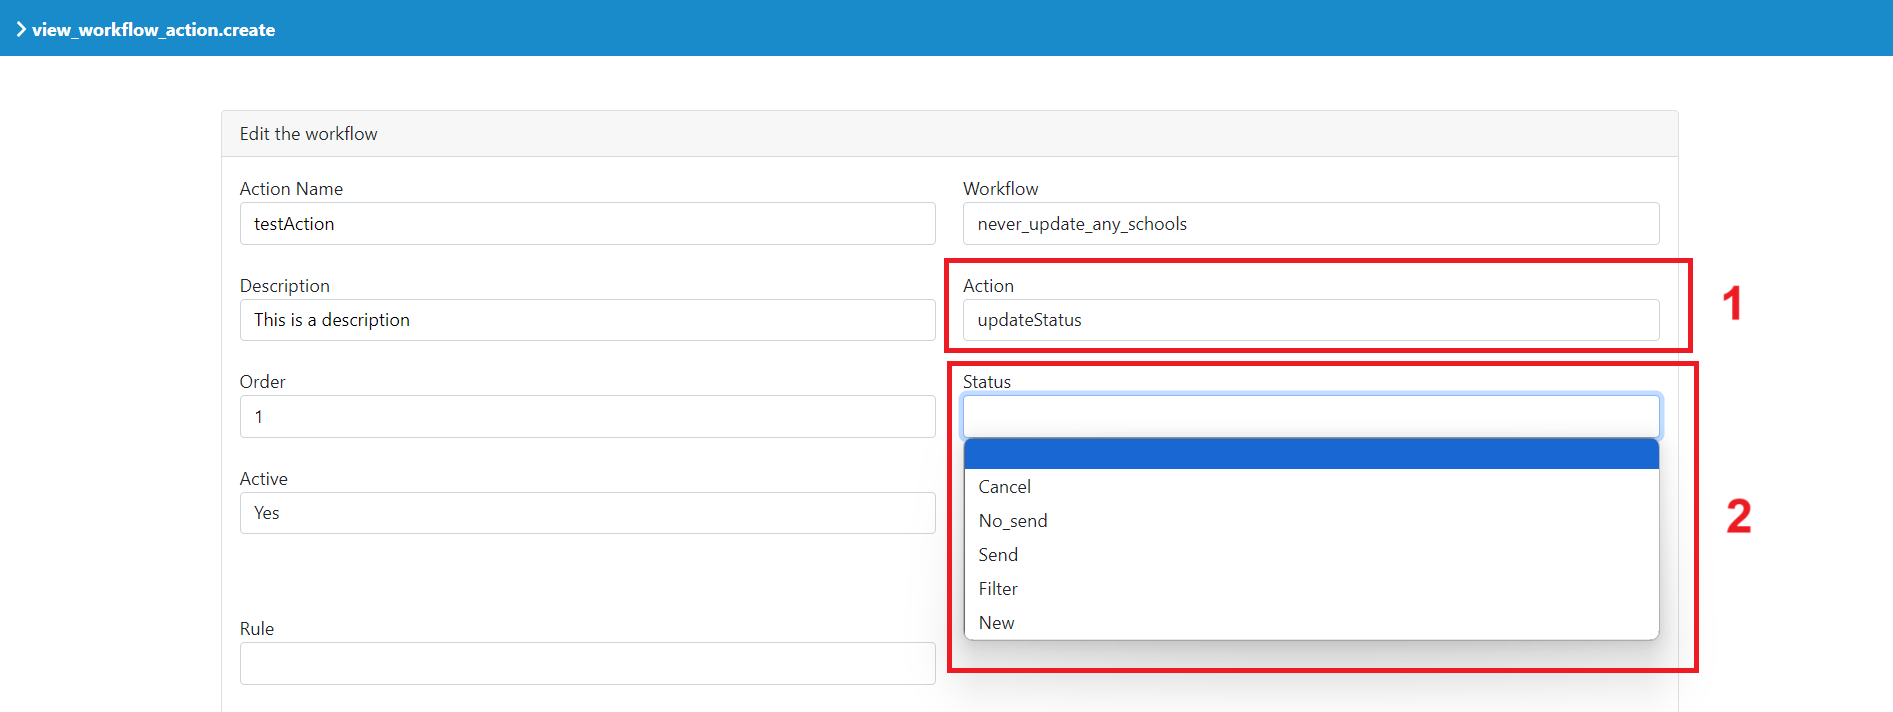 view_workflow_action.create
Edit the workflow
Action Name
testAction
Workflow
never_update_any_schools
Description
This is a description
Action
updateStatus
1
Order
1
Status
Cancel
No_send
Send
Filter
New
2
Active
Yes
Rule